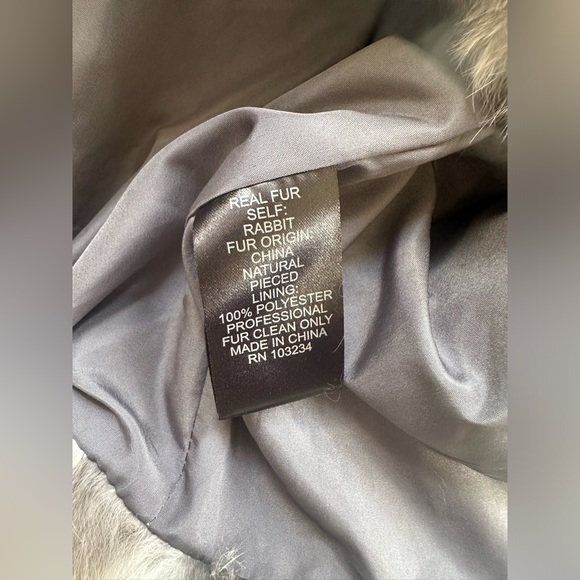 REAL FUR
SELF:
RABBIT
FUR ORIGIN:
CHINA
NATURAL
PIECED
LINING:
100% POLYESTER
PROFESSIONAL
FUR CLEAN ONLY
MADE IN CHINA
RN 103234